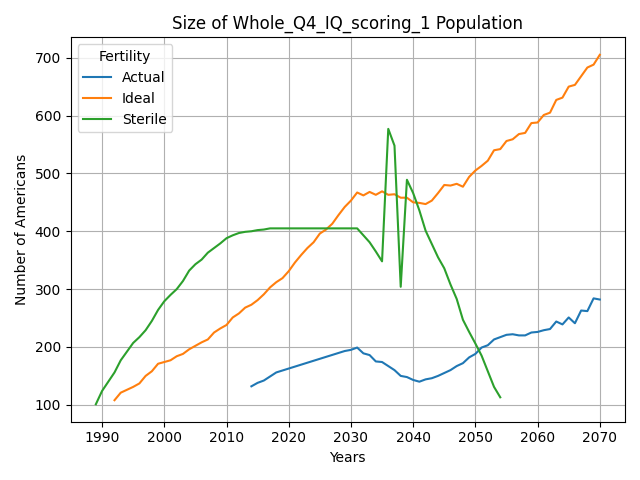 Size of Whole_Q4_IQ_scoring_1 Population
Fertility
Actual
Ideal
Sterile
Number of Americans
700
600
500
400
300
200
100
1990 2000 2010 2020 2030 2040 2050 2060 2070
Years